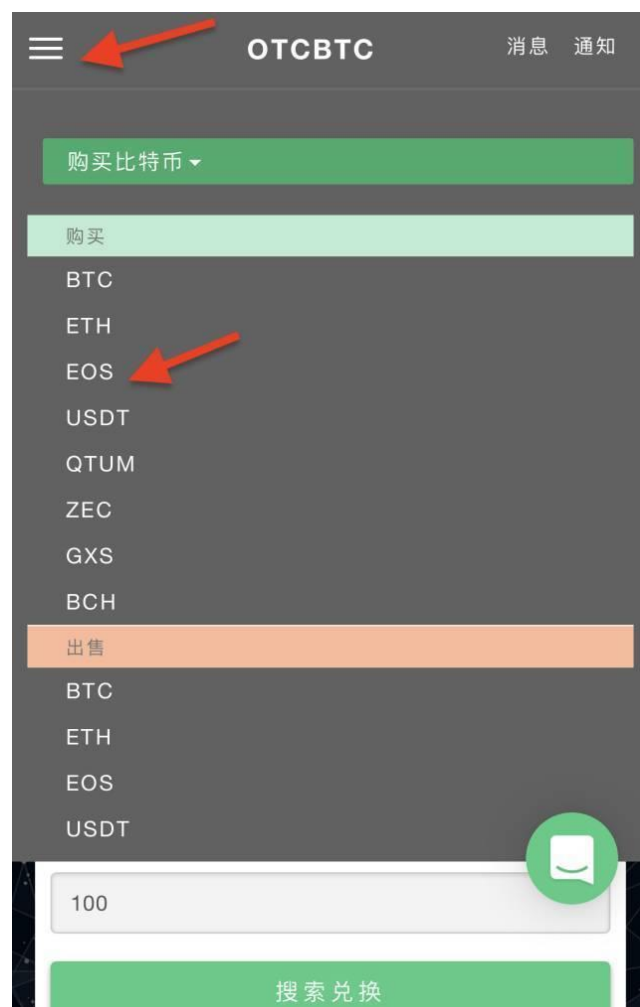 OTCBTC 消息 通知
购买比特币
购买
BTC
ETH
EOS
USDT
QTUM
ZEC
GXS
BCH
出售
BTC
ETH
EOS
USDT
100
搜索兑换